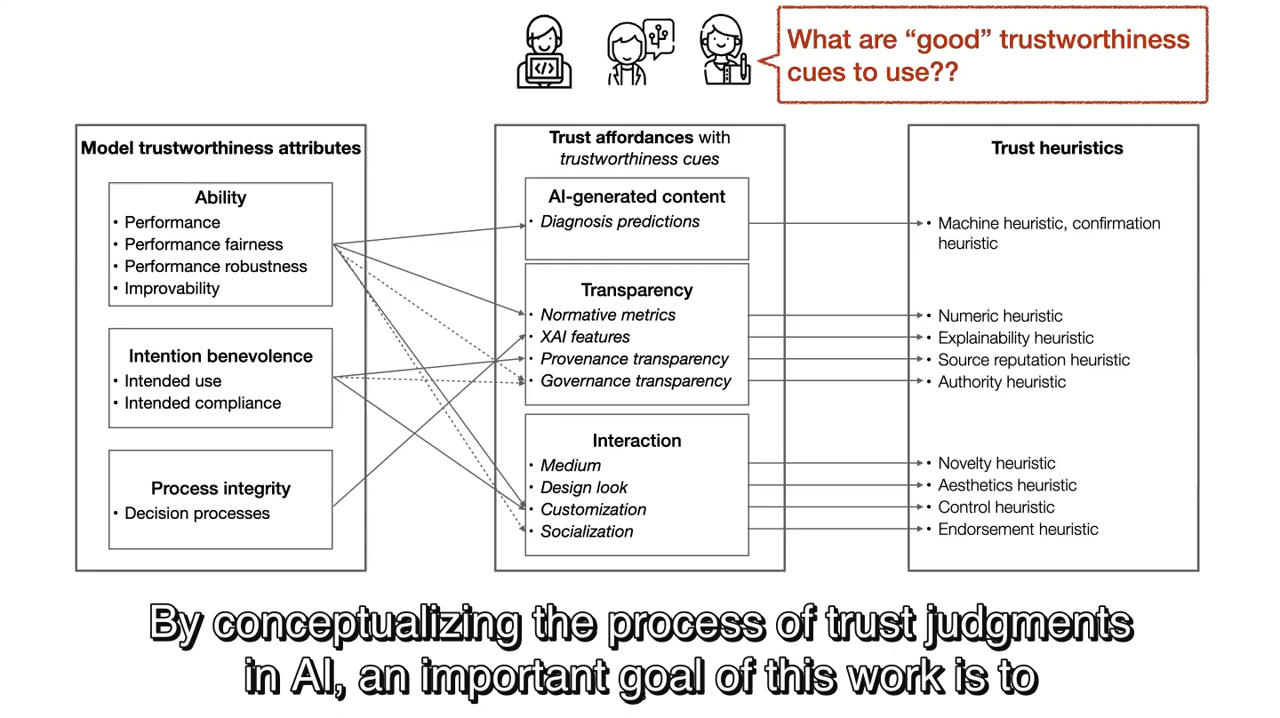 What are “good” trustworthiness
cues to use??
Model trustworthiness attributes
Ability
• Performance
• Performance fairness
• Performance robustness
• Improvability
Intention benevolence
• Intended use
• Intended compliance
Process integrity
• Decision processes
Trust affordances with
trustworthiness cues
AI-generated content
• Diagnosis predictions
Transparency
• Normative metrics
• XAI features
• Provenance transparency
• Governance transparency
Interaction
• Medium
• Design look
• Customization
• Socialization
Trust heuristics
• Machine heuristic, confirmation
heuristic
• Numeric heuristic
• Explainability heuristic
• Source reputation heuristic
• Authority heuristic
• Novelty heuristic
• Aesthetics heuristic
• Control heuristic
• Endorsement heuristic
By conceptualizing the process of trust judgments
in AI, an important goal of this work is to